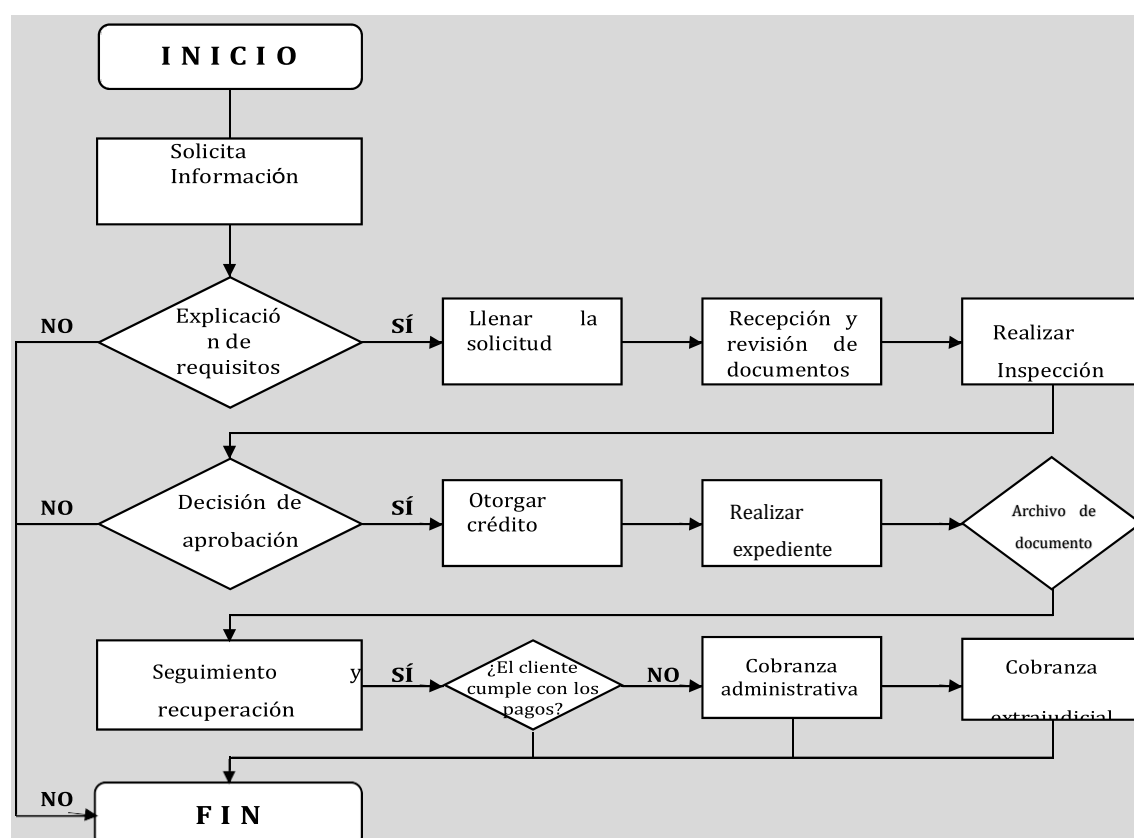 I N I C I O
Solicita
Información
NO
Explicació
n de
requisitos
SÍ
Llenar la
solicitud
Recepción y
revisión de
documentos
Realizar
Inspección
NO
Decisión de
aprobación
SÍ
Otorgar
crédito
Realizar
expediente
Archivo de
documento
Seguimiento y
recuperación
SÍ
¿El cliente
cumple con los
pagos?
NO
Cobranza
administrativa
Cobranza
extrajudicial
NO
F I N